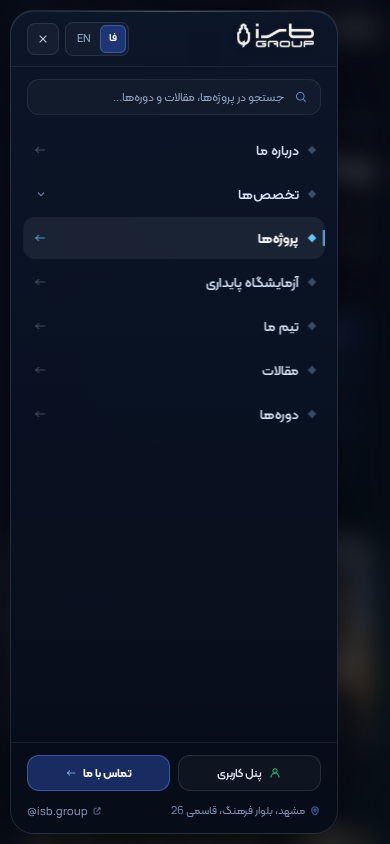 isb GROUP
فا EN
جستجو در پروژه‌ها، مقالات و دوره‌ها...
درباره ما
تخصص‌ها
پروژه‌ها
آزمایشگاه پایداری
تیم ما
مقالات
دوره‌ها
پنل کاربری
تماس با ما
مشهد، بلوار فرهنگ، قاسمی 26
@isb.group